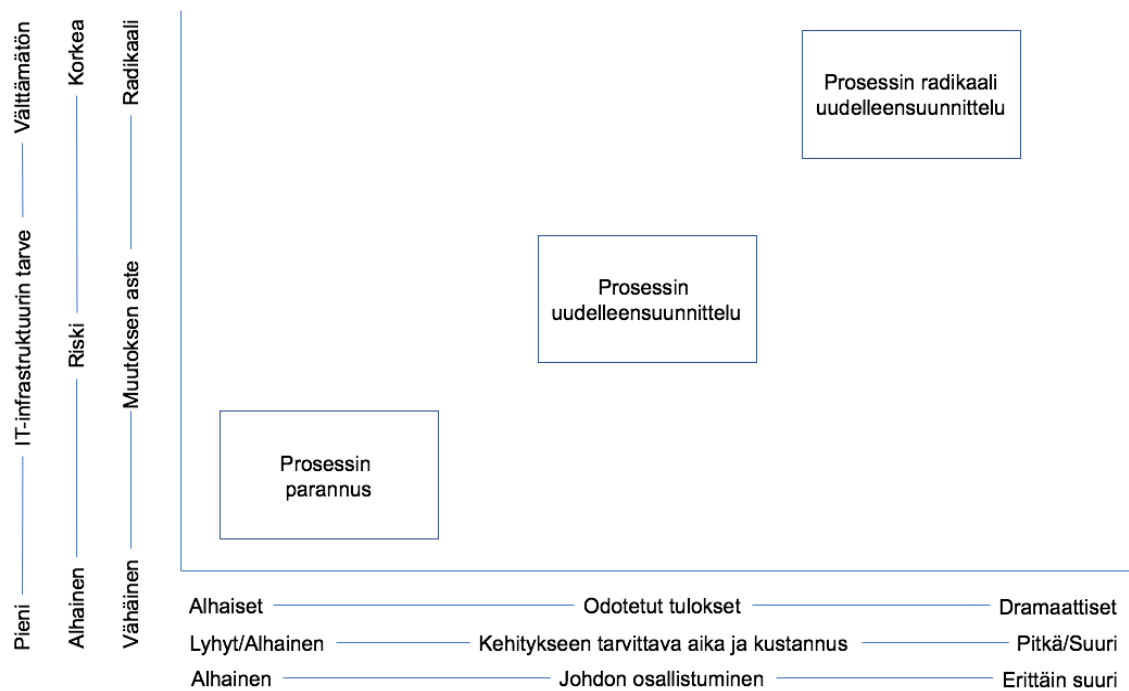 Välttämätön
IT-infrastruktuurin tarve
Pieni
Korkea
Riski
Alhainen
Radikaali
Muutoksen aste
Vähäinen
Prosessin radikaali
uudelleensuunnittelu
Prosessin
uudelleensuunnittelu
Prosessin
parannus
Alhaiset Odotetut tulokset Dramaattiset
Lyhyt/Alhainen Kehitykseen tarvittava aika ja kustannus Pitkä/Suuri
Alhainen Johdon osallistuminen Erittäin suuri